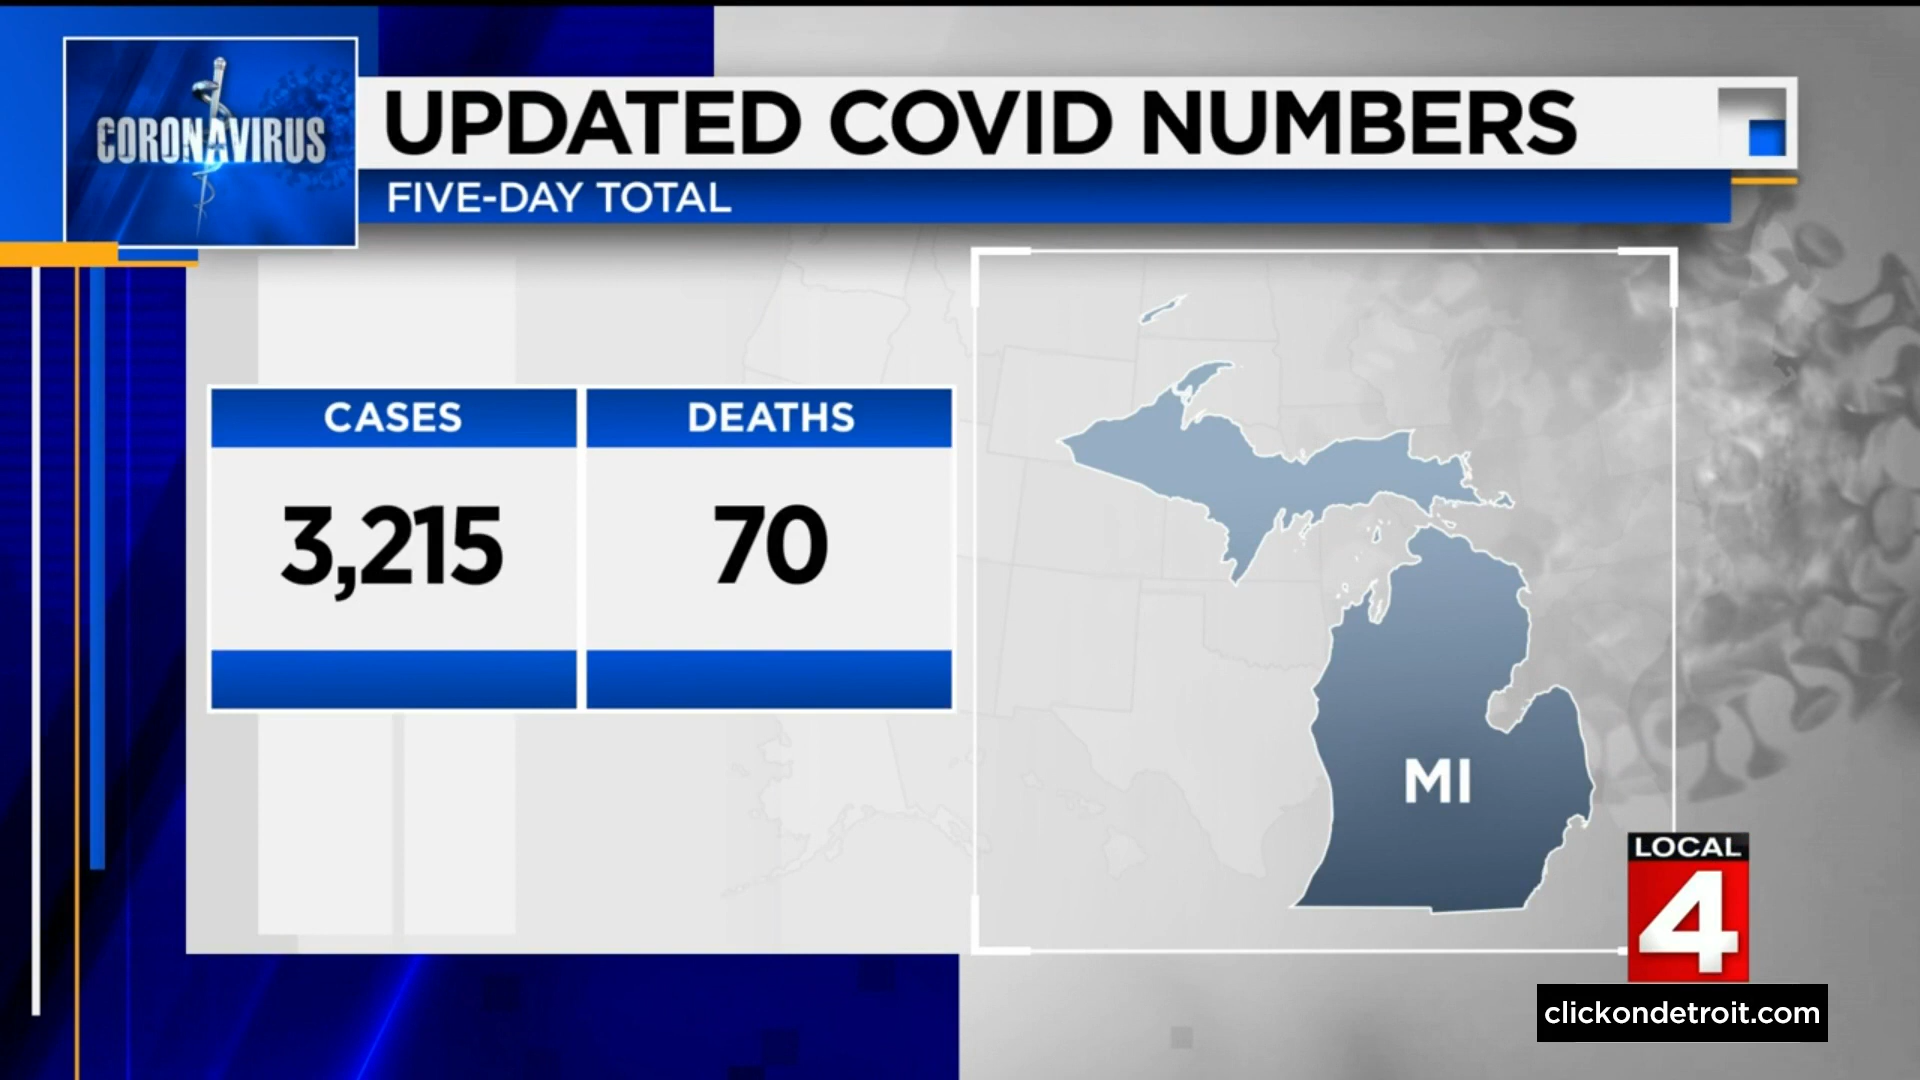 CORONAVIRUS
UPDATED COVID NUMBERS
FIVE-DAY TOTAL
CASES
DEATHS
3,215
70
MI
LOCAL
4
clickondetroit.com